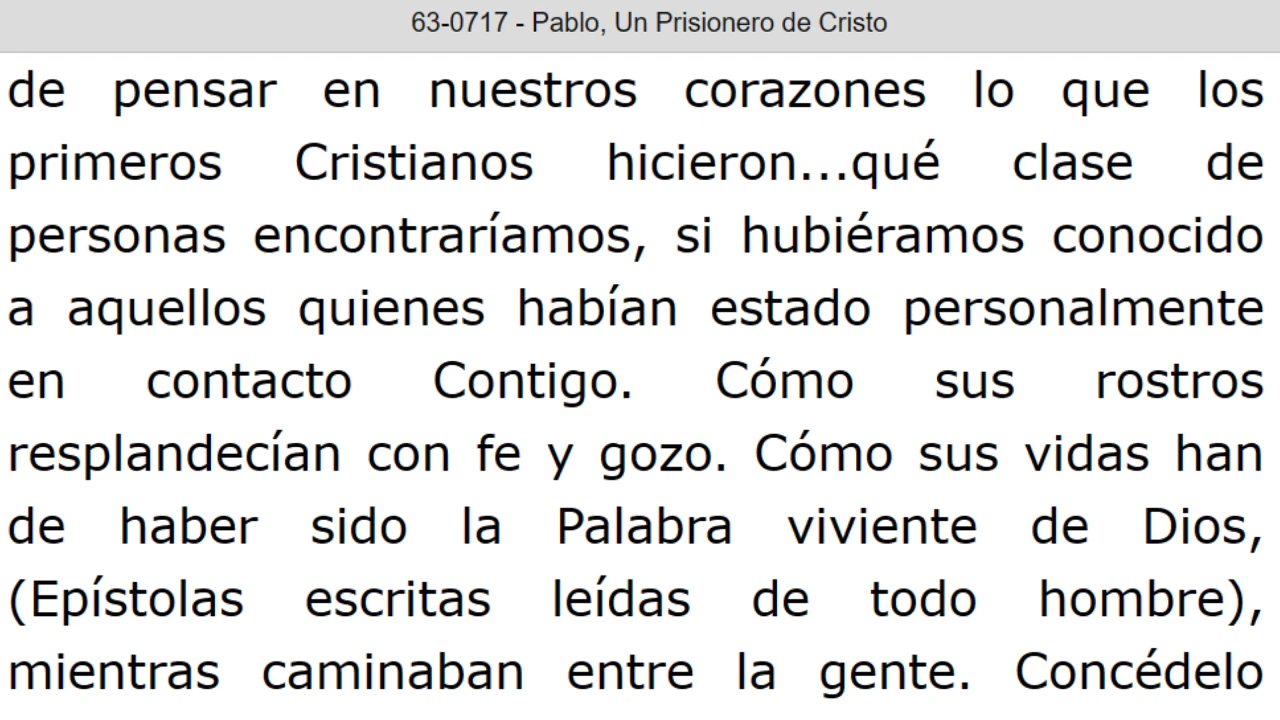 63-0717 - Pablo, Un Prisionero de Cristo
de pensar en nuestros corazones lo que los
primeros Cristianos hicieron...qué clase de
personas encontraríamos, si hubiéramos conocido
a aquellos quienes habían estado personalmente
en contacto Contigo. Cómo sus rostros
resplandecían con fe y gozo. Cómo sus vidas han
de haber sido la Palabra viviente de Dios,
(Epístolas escritas leídas de todo hombre),
mientras caminaban entre la gente. Concédelo